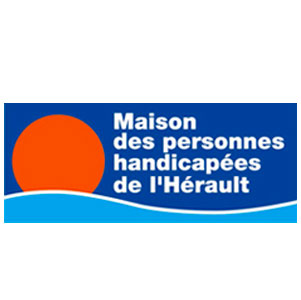 Maison
des personnes
handicapées
de l'Hérault